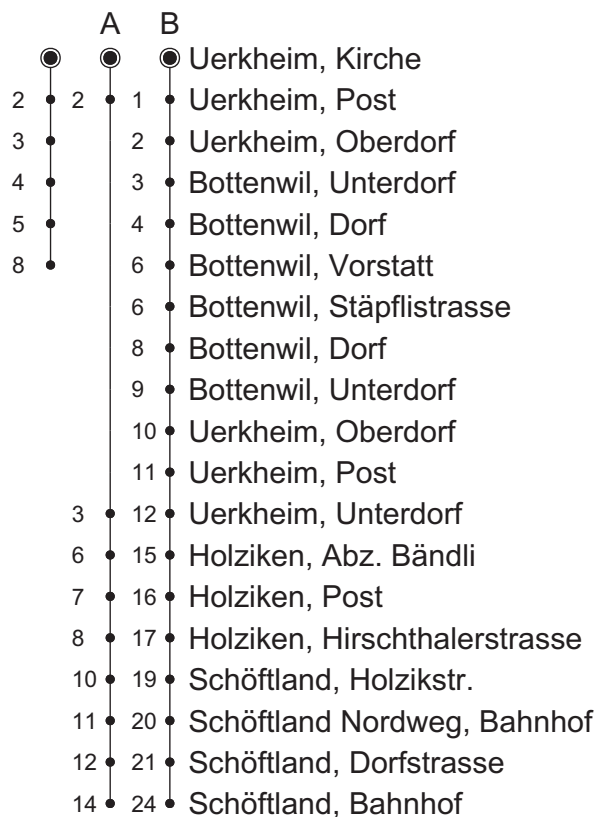 A B
Uerkheim, Kirche
2 2 1 Uerkheim, Post
3 2 Uerkheim, Oberdorf
4 3 Bottenwil, Unterdorf
5 4 Bottenwil, Dorf
8 6 Bottenwil, Vorstatt
6 Bottenwil, Stäpflistrasse
8 Bottenwil, Dorf
9 Bottenwil, Unterdorf
10 Uerkheim, Oberdorf
11 Uerkheim, Post
3 12 Uerkheim, Unterdorf
6 15 Holziken, Abz. Bändli
7 16 Holziken, Post
8 17 Holziken, Hirschthalerstrasse
10 19 Schöftland, Holzikstr.
11 20 Schöftland Nordweg, Bahnhof
12 21 Schöftland, Dorfstrasse
14 24 Schöftland, Bahnhof